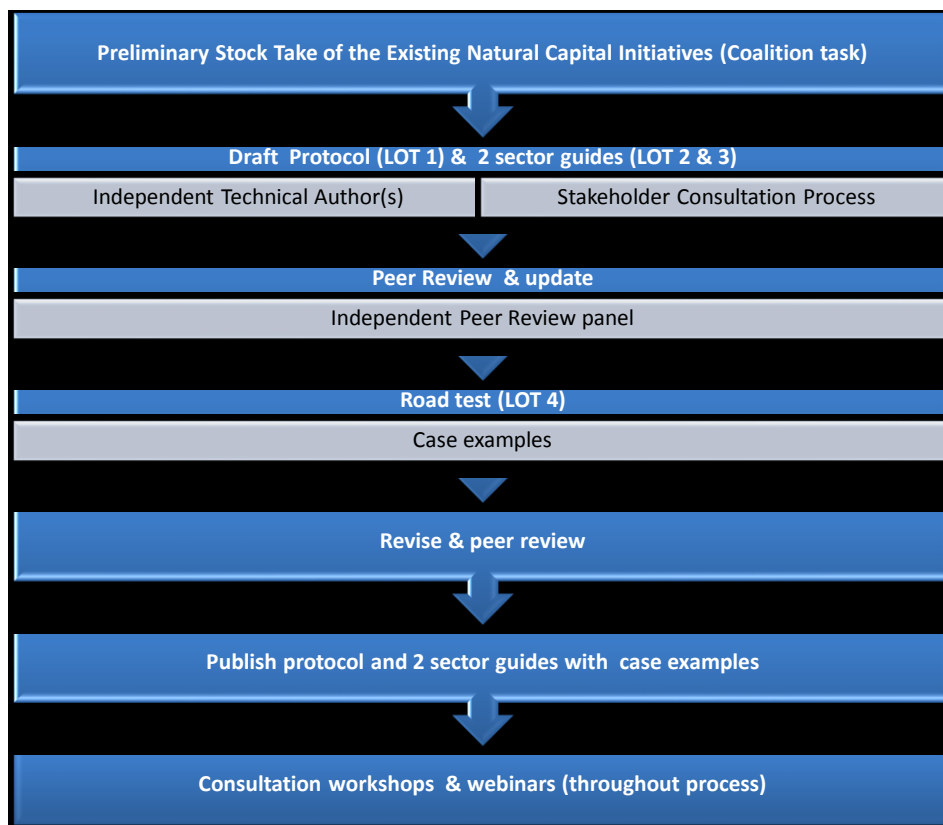 Preliminary Stock Take of the Existing Natural Capital Initiatives (Coalition task)
Draft Protocol (LOT 1) & 2 sector guides (LOT 2 & 3)
Independent Technical Author(s)
Stakeholder Consultation Process
Peer Review & update
Independent Peer Review panel
Road test (LOT 4)
Case examples
Revise & peer review
Publish protocol and 2 sector guides with case examples
Consultation workshops & webinars (throughout process)